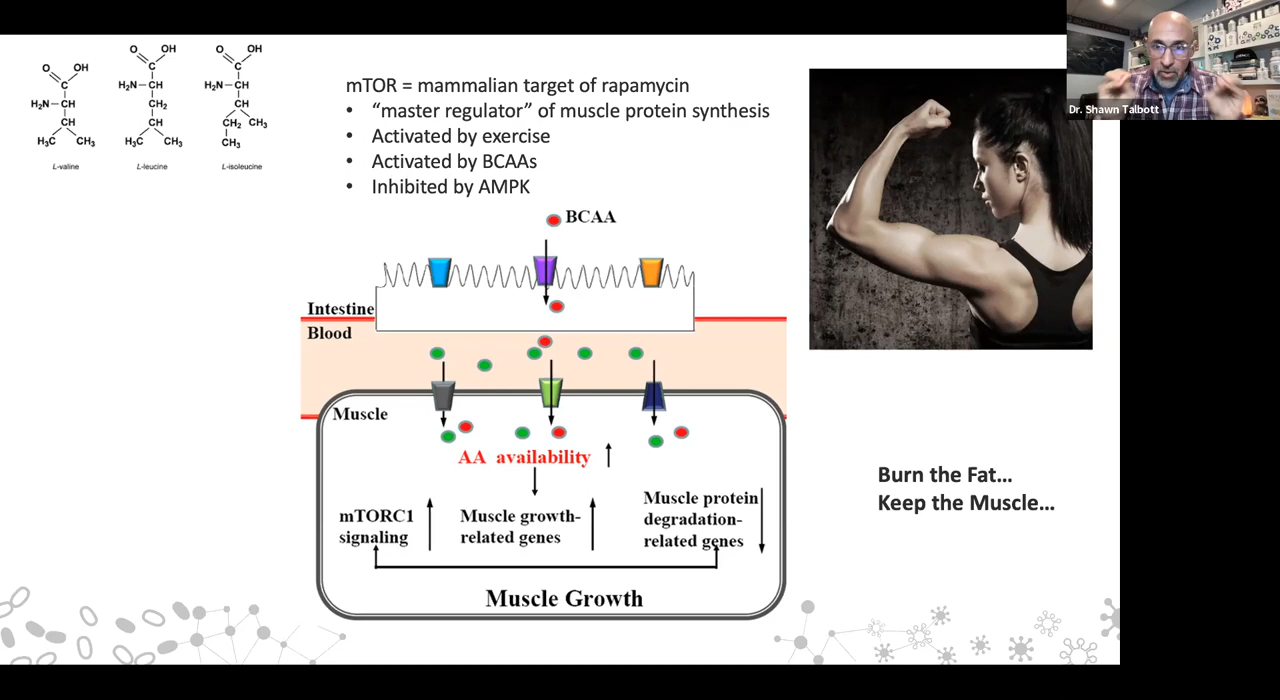 O
OH
C
H₂N
CH
CH
H₃C
CH₃
L-valine
O
OH
C
H₂N
CH
CH₂
CH
H₃C
CH₃
L-leucine
O
OH
C
H₂N
CH
CH
CH₂
CH₃
CH₃
L-isoleucine
mTOR = mammalian target of rapamycin
• “master regulator” of muscle protein synthesis
• Activated by exercise
• Activated by BCAAs
• Inhibited by AMPK
Dr. Shawn Talbott
BCAA
Intestine
Blood
Muscle
AA availability
mTORC1
signaling
Muscle growth-
related genes
Muscle protein
degradation-
related genes
Muscle Growth
Burn the Fat…
Keep the Muscle…